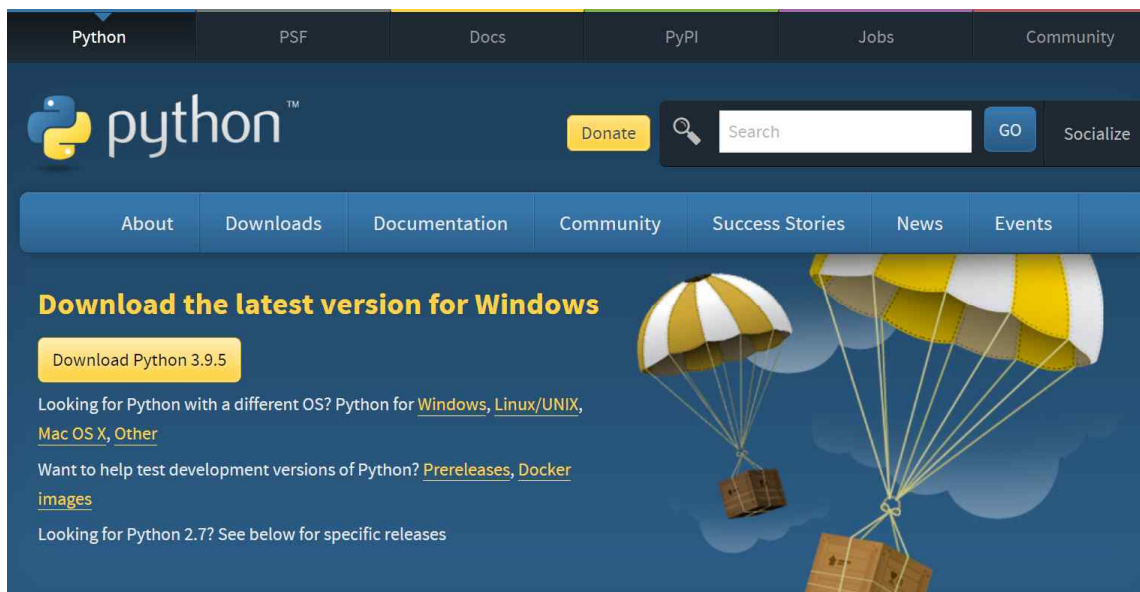 Python PSF Docs PyPI Jobs Community
python™
Donate Search GO Socialize
About Downloads Documentation Community Success Stories News Events
Download the latest version for Windows
Download Python 3.9.5
Looking for Python with a different OS? Python for Windows, Linux/UNIX,
Mac OS X, Other
Want to help test development versions of Python? Prereleases, Docker
images
Looking for Python 2.7? See below for specific releases